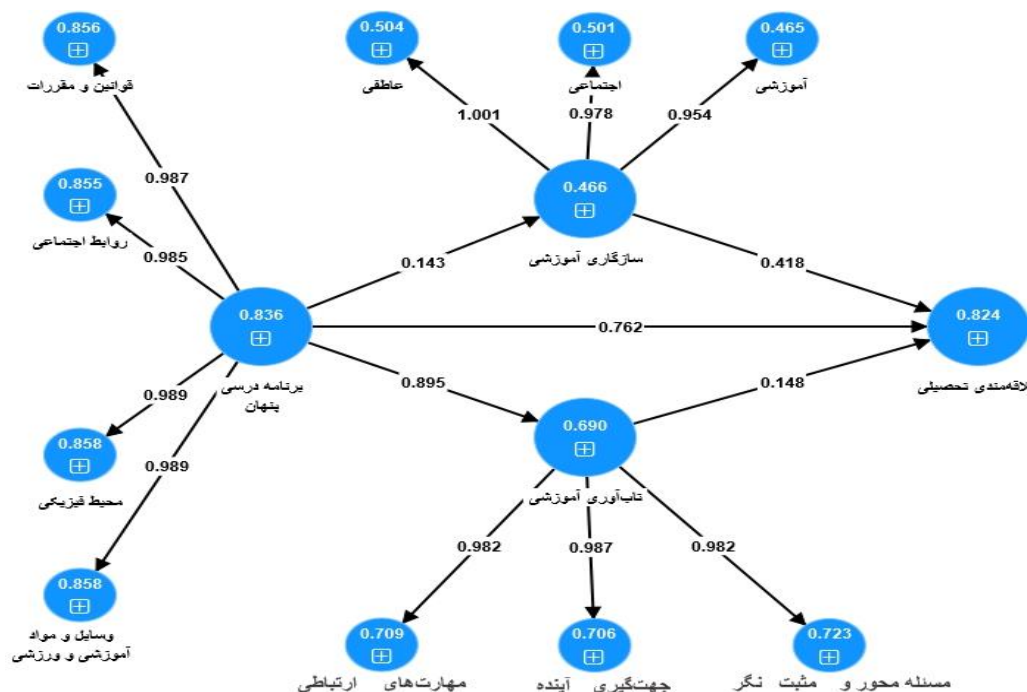 0.856
قوانین و مقررات
0.504
عاطفی
0.501
اجتماعی
0.465
آموزشی
1.001
0.978
0.954
0.987
0.855
روابط اجتماعی
0.985
0.466
سازگاری آموزشی
0.143
0.418
0.836
برنامه درسی
پنهان
0.762
0.824
لاقه‌مندی تحصیلی
0.895
0.148
0.989
0.858
محیط فیزیکی
0.989
0.690
تاب‌آوری آموزشی
0.982
0.987
0.982
0.858
وسایل و مواد
آموزشی و ورزشی
0.709
مهارت‌های ارتباطی
0.706
جهت‌گیری آینده
0.723
مسئله محور و مثبت نگر